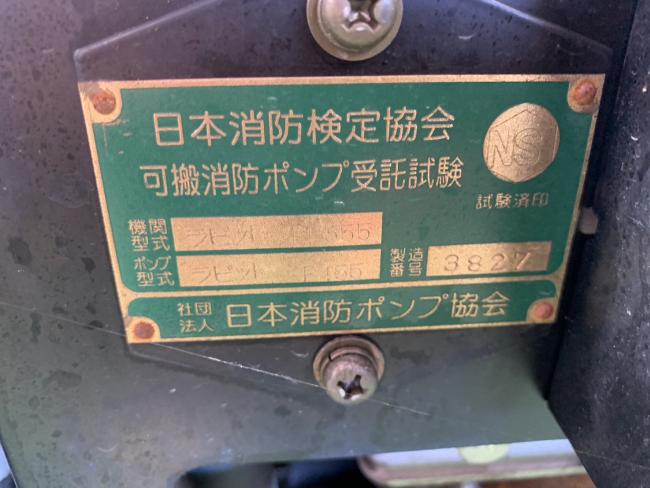 日本消防検定協会
可搬消防ポンプ受託試験
NS
試験済印
機関型式 ラビット
ポンプ型式 ラビット
製造番号 3827
社団法人 日本消防ポンプ協会